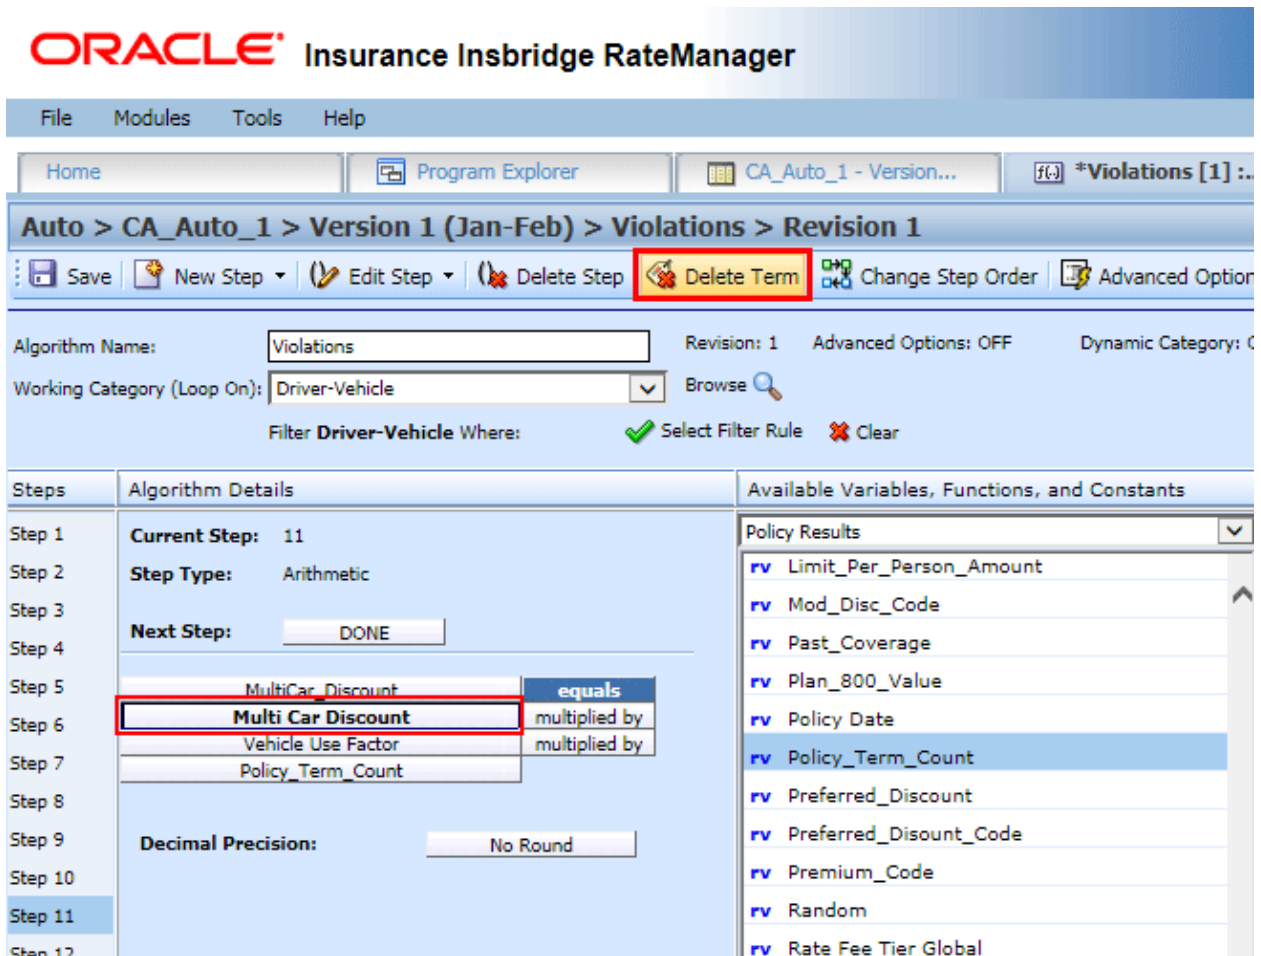 ORACLE Insurance Insbridge RateManager
File Modules Tools Help
Home Program Explorer CA_Auto_1 - Version... *Violations [1] :..
Auto > CA_Auto_1 > Version 1 (Jan-Feb) > Violations > Revision 1
Save New Step Edit Step Delete Step Delete Term Change Step Order Advanced Option
Algorithm Name: Violations Revision: 1 Advanced Options: OFF Dynamic Category:
Working Category (Loop On): Driver-Vehicle Browse
Filter Driver-Vehicle Where: Select Filter Rule Clear
Steps Algorithm Details Available Variables, Functions, and Constants
Step 1 Current Step: 11 Policy Results
rv Limit_Per_Person_Amount
Step 2 Step Type: Arithmetic
rv Mod_Disc_Code
Step 3
Next Step: DONE
rv Past_Coverage
Step 4
Step 5 MultiCar_Discount equals rv Plan_800_Value
Multi Car Discount multiplied by
Step 6 rv Policy Date
Vehicle Use Factor multiplied by
Step 7 Policy_Term_Count rv Policy_Term_Count
Step 8 rv Preferred_Discount
Step 9 Decimal Precision: No Round rv Preferred_Disount_Code
Step 10 rv Premium_Code
Step 11 rv Random
Step 12 rv Rate Fee Tier Global